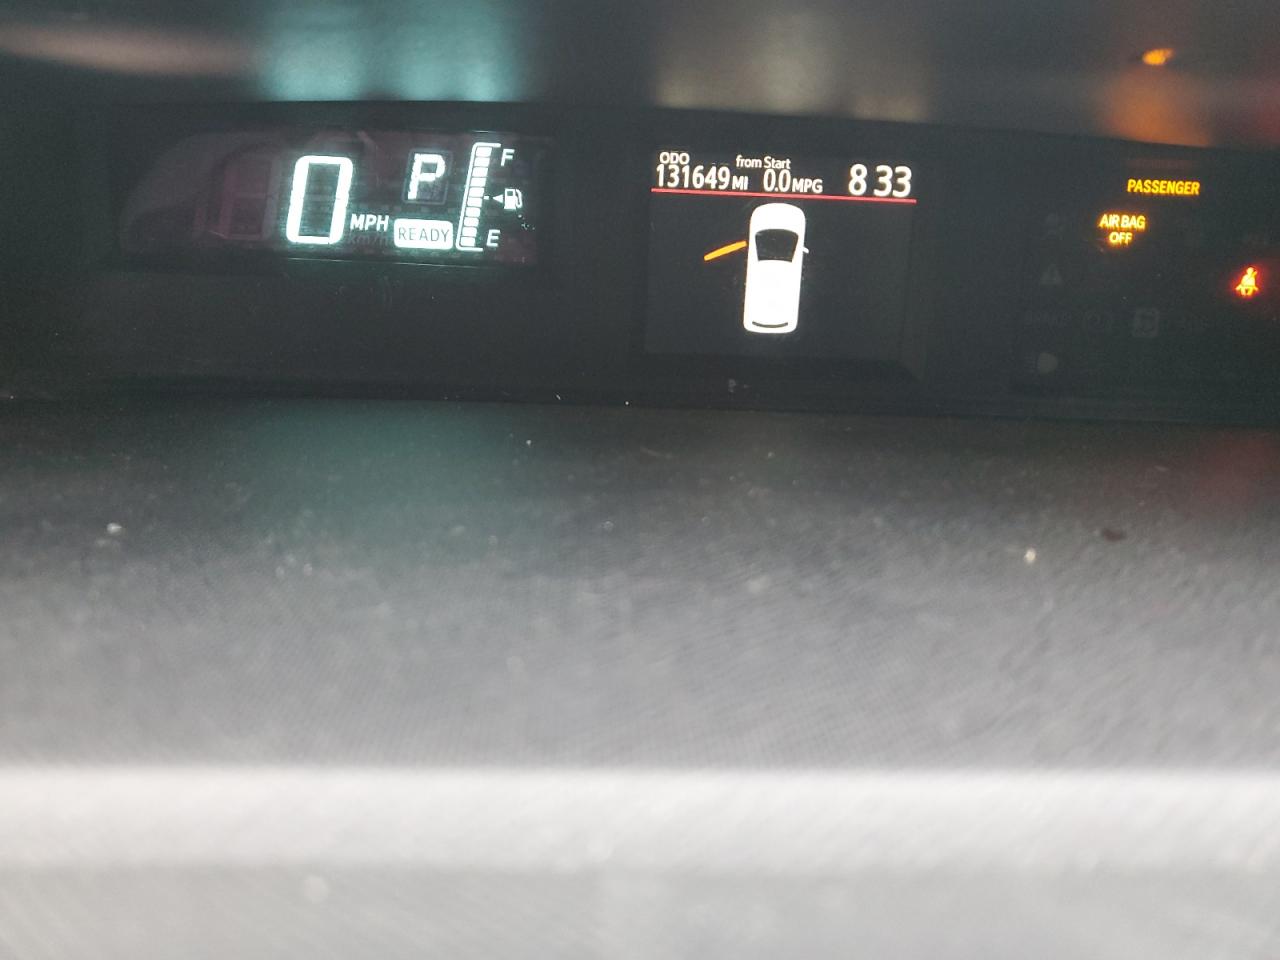 0 MPH
P
READY
F
E
ODO from Start
131649 MI 0.0 MPG 8 33
PASSENGER
AIR BAG
OFF